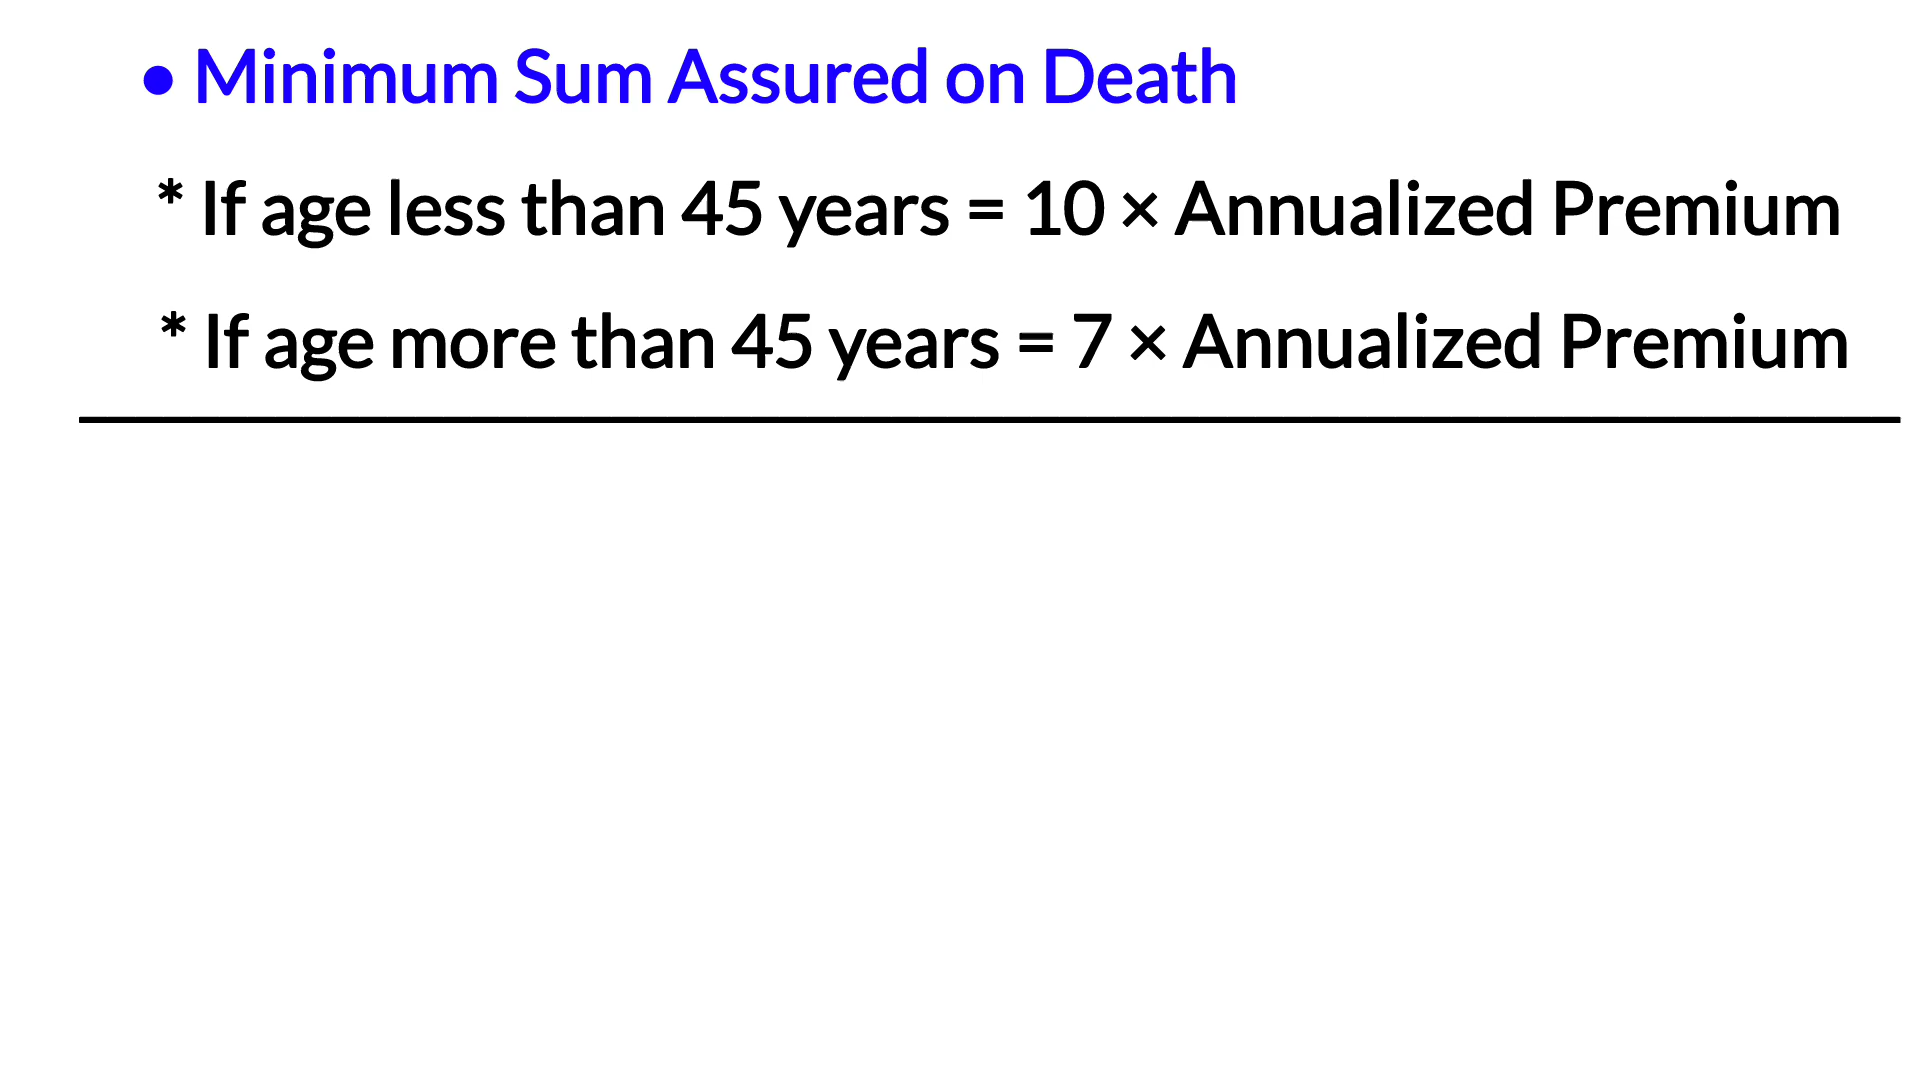 • Minimum Sum Assured on Death
* If age less than 45 years = 10 × Annualized Premium
* If age more than 45 years = 7 × Annualized Premium